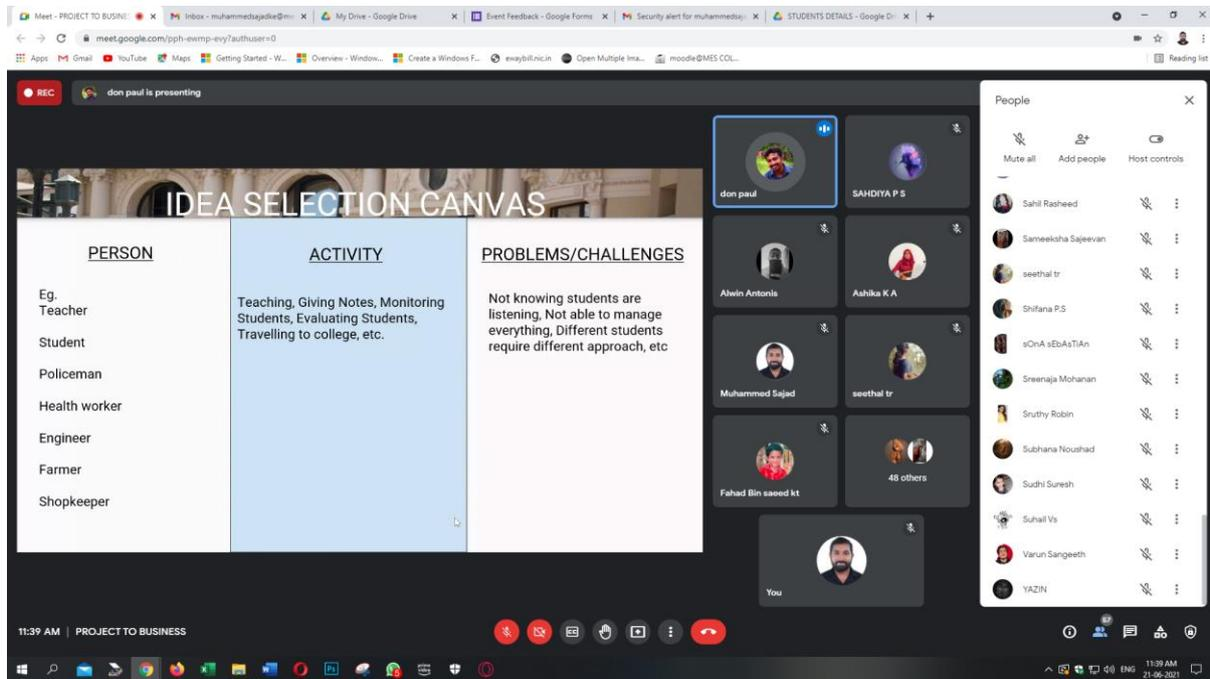 Meet - PROJECT TO BUSINE
Inbox - muhammedsajadke@me
My Drive - Google Drive
Event Feedback - Google Forms
Security alert for muhammedsaja
STUDENTS DETAILS - Google Dri
meet.google.com/pph-ewmp-evy?authuser=0
Apps
Gmail
YouTube
Maps
Getting Started - W...
Overview - Window...
Create a Windows F...
ewaybill.nic.in
Open Multiple Ima...
moodle@MES COL...
Reading list
REC
don paul is presenting
IDEA SELECTION CANVAS
PERSON
Eg.
Teacher
Student
Policeman
Health worker
Engineer
Farmer
Shopkeeper
ACTIVITY
Teaching, Giving Notes, Monitoring
Students, Evaluating Students,
Travelling to college, etc.
PROBLEMS/CHALLENGES
Not knowing students are
listening, Not able to manage
everything, Different students
require different approach, etc
don paul
SAHDIYA P S
Alwin Antonis
Ashika K A
Muhammed Sajad
seethal tr
Fahad Bin saeed kt
48 others
You
People
Mute all
Add people
Host controls
Sahil Rasheed
Sameeksha Sajeevan
seethal tr
Shifana P.S
sOnA sEbAsTiAn
Sreenaja Mohanan
Sruthy Robin
Subhana Noushad
Sudhi Suresh
Suhail Vs
Varun Sangeeth
YAZIN
11:39 AM | PROJECT TO BUSINESS
57
ENG
11:39 AM
21-06-2021